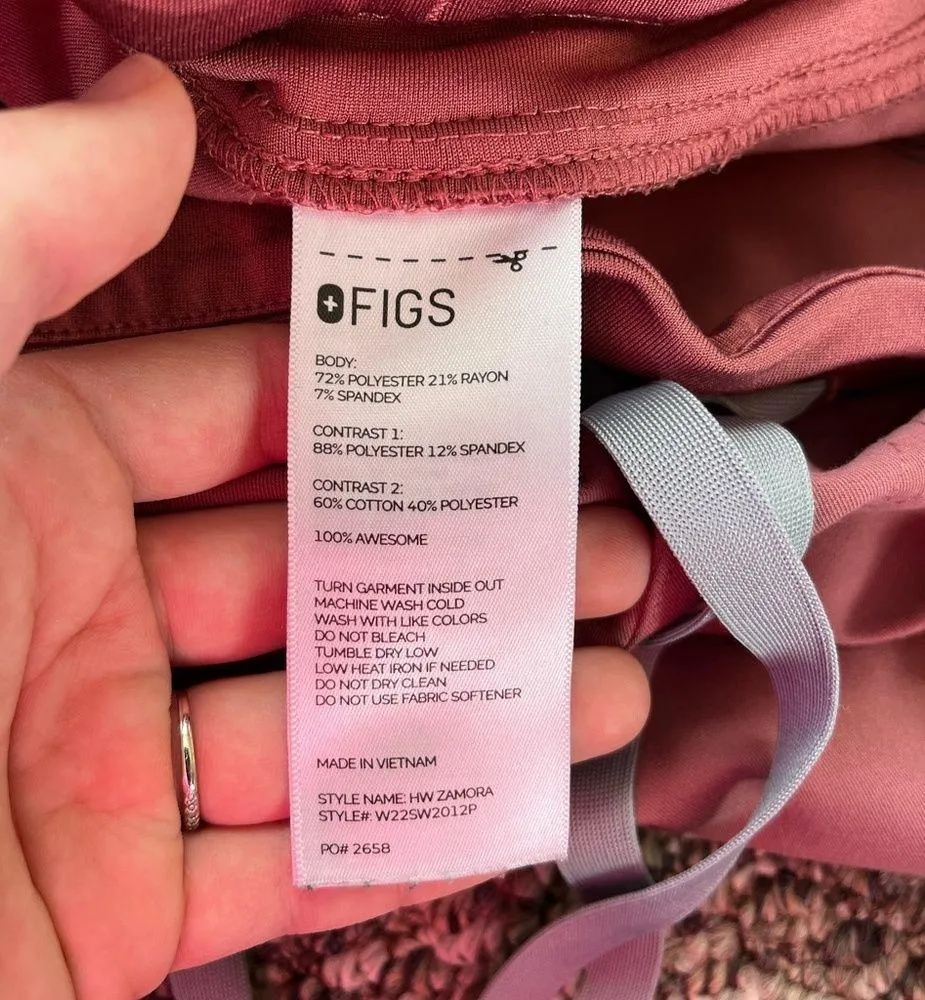 FIGS
BODY:
72% POLYESTER 21% RAYON
7% SPANDEX
CONTRAST 1:
88% POLYESTER 12% SPANDEX
CONTRAST 2:
60% COTTON 40% POLYESTER
100% AWESOME
TURN GARMENT INSIDE OUT
MACHINE WASH COLD
WASH WITH LIKE COLORS
DO NOT BLEACH
TUMBLE DRY LOW
LOW HEAT IRON IF NEEDED
DO NOT DRY CLEAN
DO NOT USE FABRIC SOFTENER
MADE IN VIETNAM
STYLE NAME: HW ZAMORA
STYLE#: W22SW2012P
PO# 2658